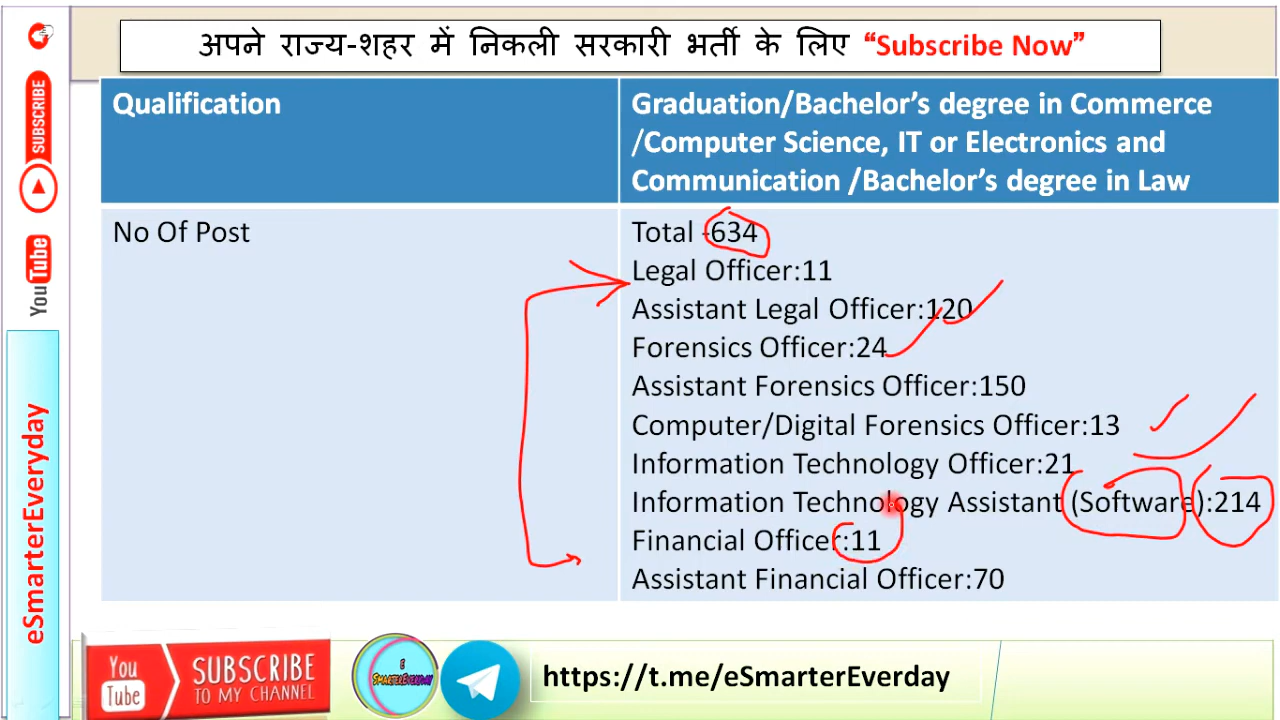 अपने राज्य-शहर में निकली सरकारी भर्ती के लिए “Subscribe Now”
SUBSCRIBE
YouTube
eSmarterEveryday
Qualification
Graduation/Bachelor’s degree in Commerce
/Computer Science, IT or Electronics and
Communication /Bachelor’s degree in Law
No Of Post
Total -634
Legal Officer:11
Assistant Legal Officer:120
Forensics Officer:24
Assistant Forensics Officer:150
Computer/Digital Forensics Officer:13
Information Technology Officer:21
Information Technology Assistant (Software):214
Financial Officer:11
Assistant Financial Officer:70
You
Tube
SUBSCRIBE
TO MY CHANNEL
E
SMARTEREVERYDAY
https://t.me/eSmarterEverday